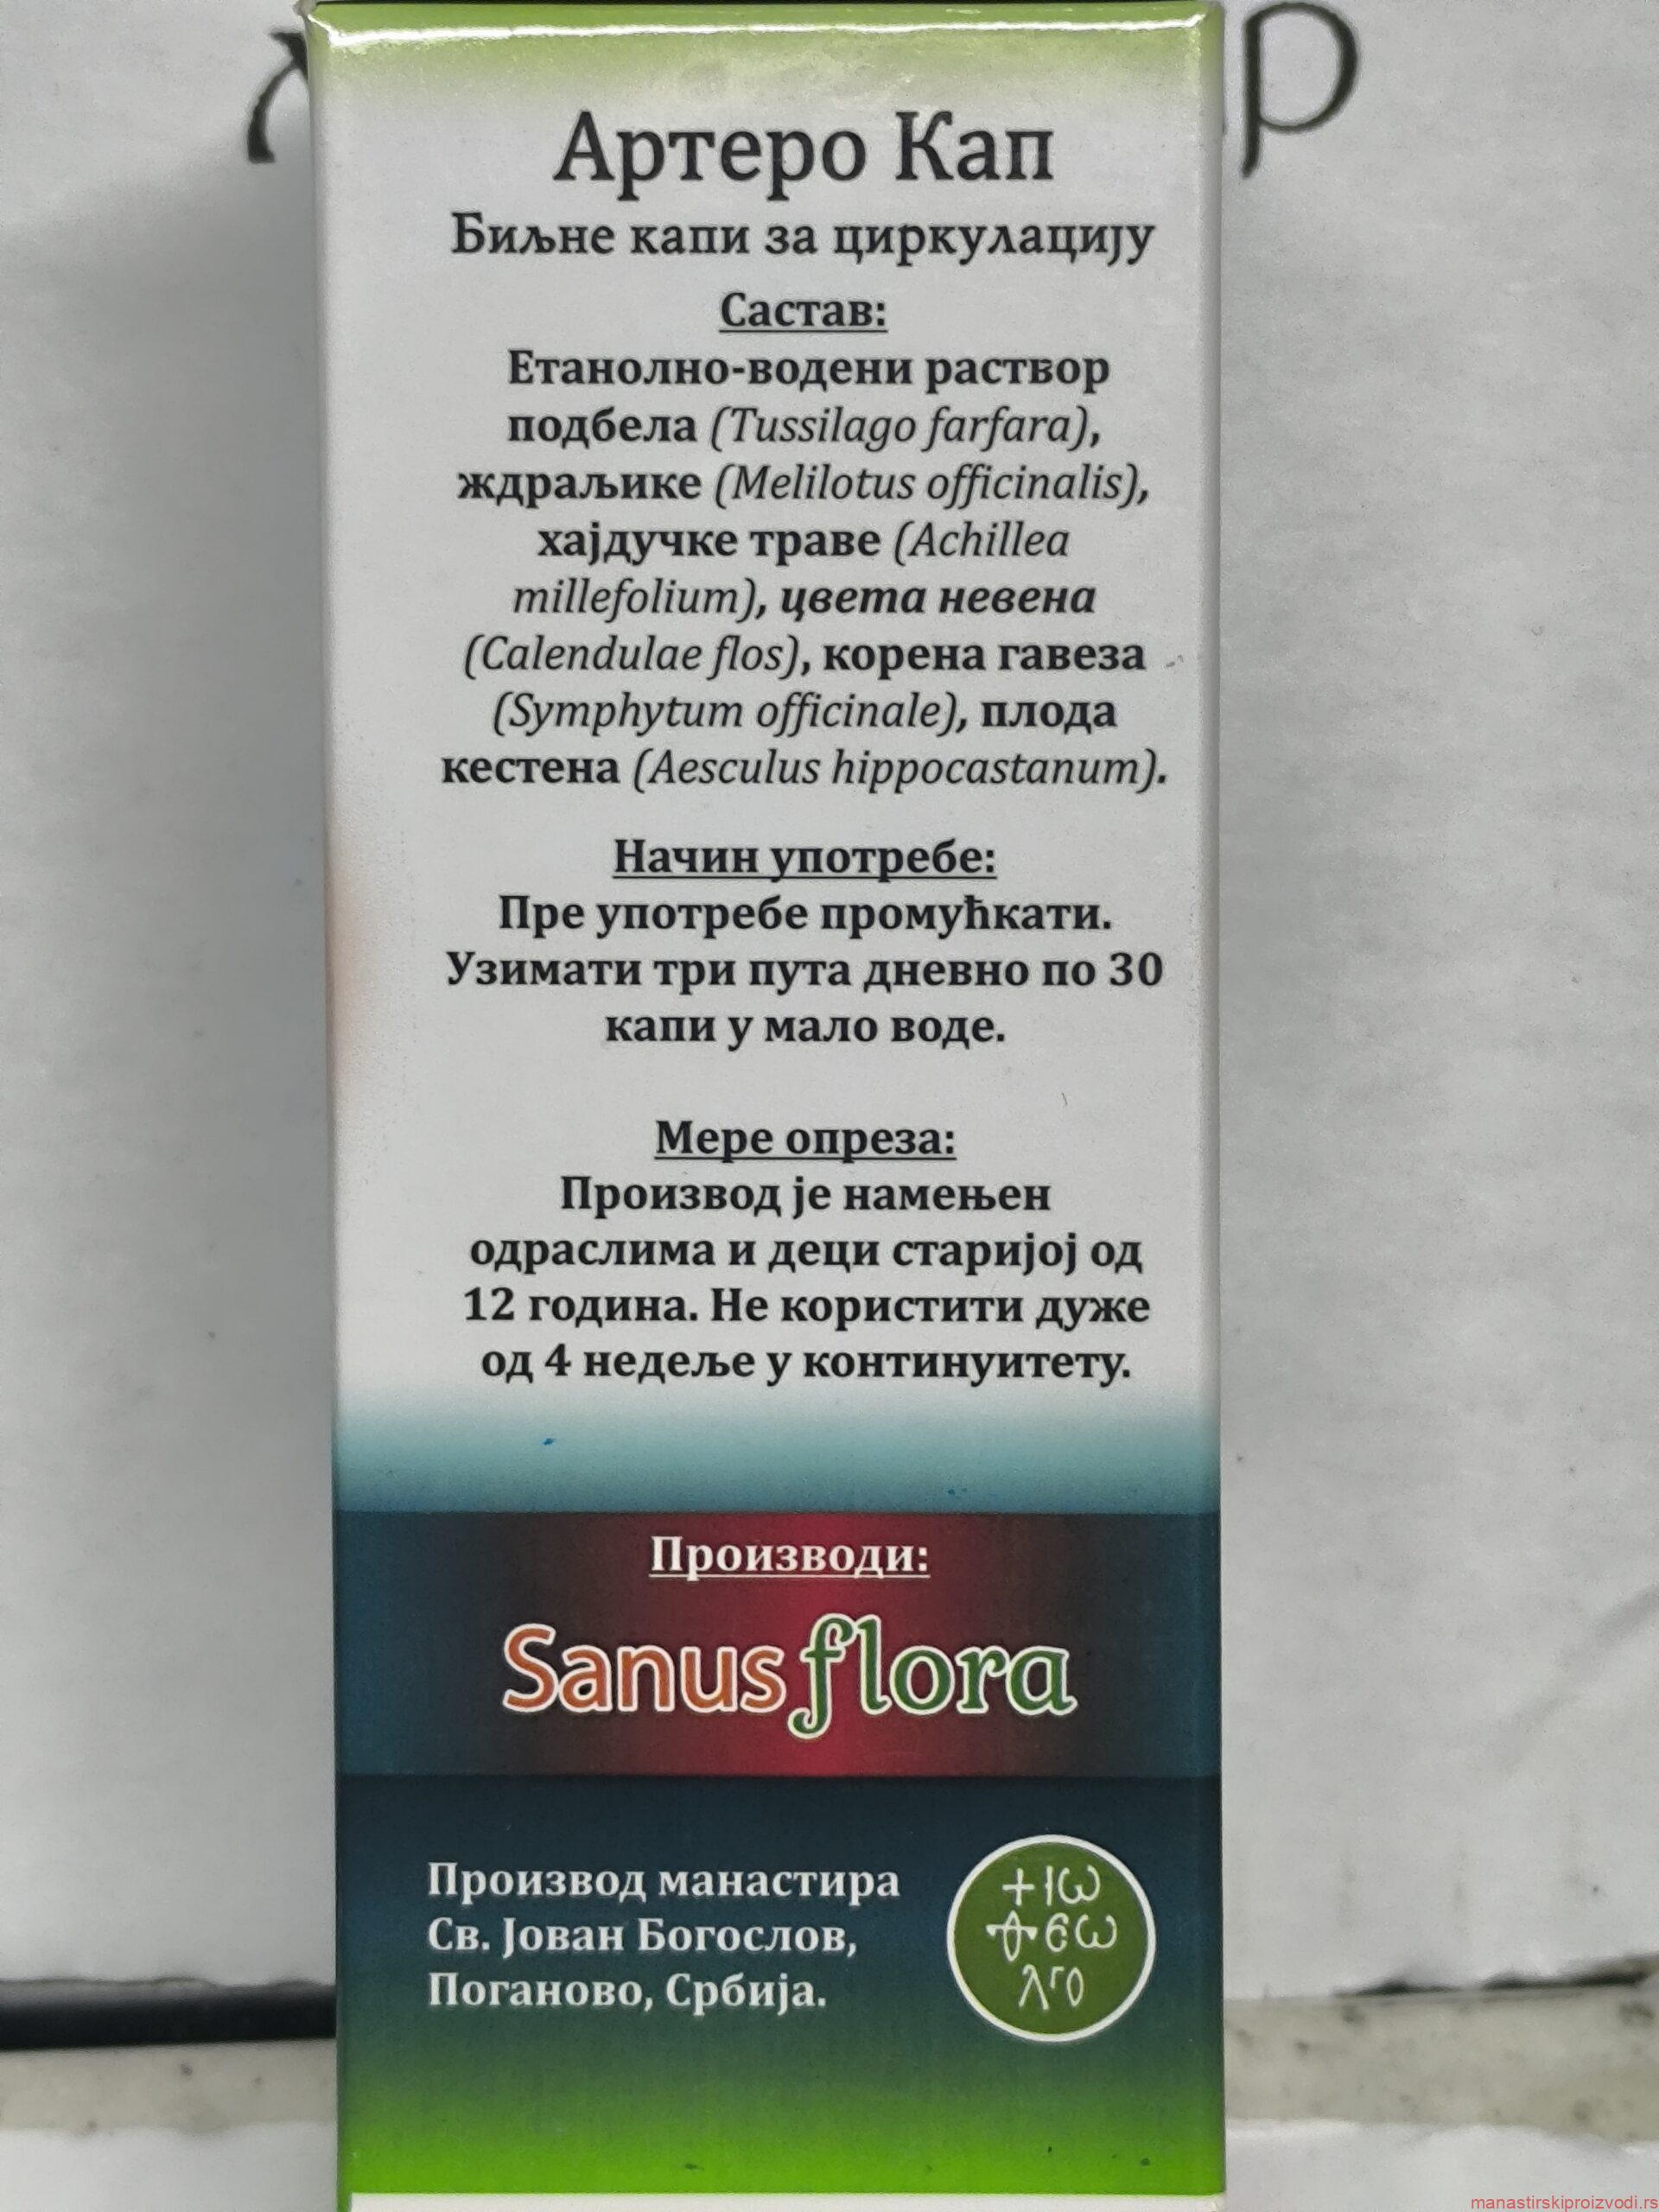 Артеро Кап
Биљне капи за циркулацију
Састав:
Етанолно-водени раствор
подбела (Tussilago farfara),
ждраљике (Melilotus officinalis),
хајдучке траве (Achillea
millefolium), цвета невена
(Calendulae flos), корена гавеза
(Symphytum officinale), плода
кестена (Aesculus hippocastanum).
Начин употребе:
Пре употребе промућкати.
Узимати три пута дневно по 30
капи у мало воде.
Мере опреза:
Производ је намењен
одраслима и деци старијој од
12 година. Не користити дуже
од 4 недеље у континуитету.
Производи:
Sanus flora
Производ манастира
Св. Јован Богослов,
Поганово, Србија.
manastirskiproizvodi.rs